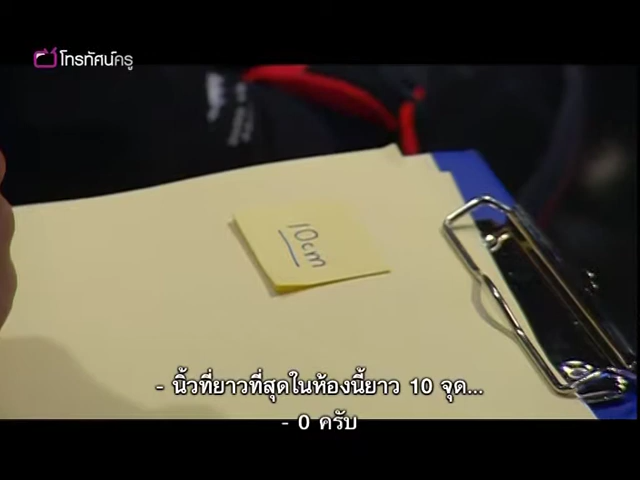 โทรทัศน์ครู
10cm
- นิ้วที่ยาวที่สุดในห้องนี้ยาว 10 จุด...
- 0 ครับ